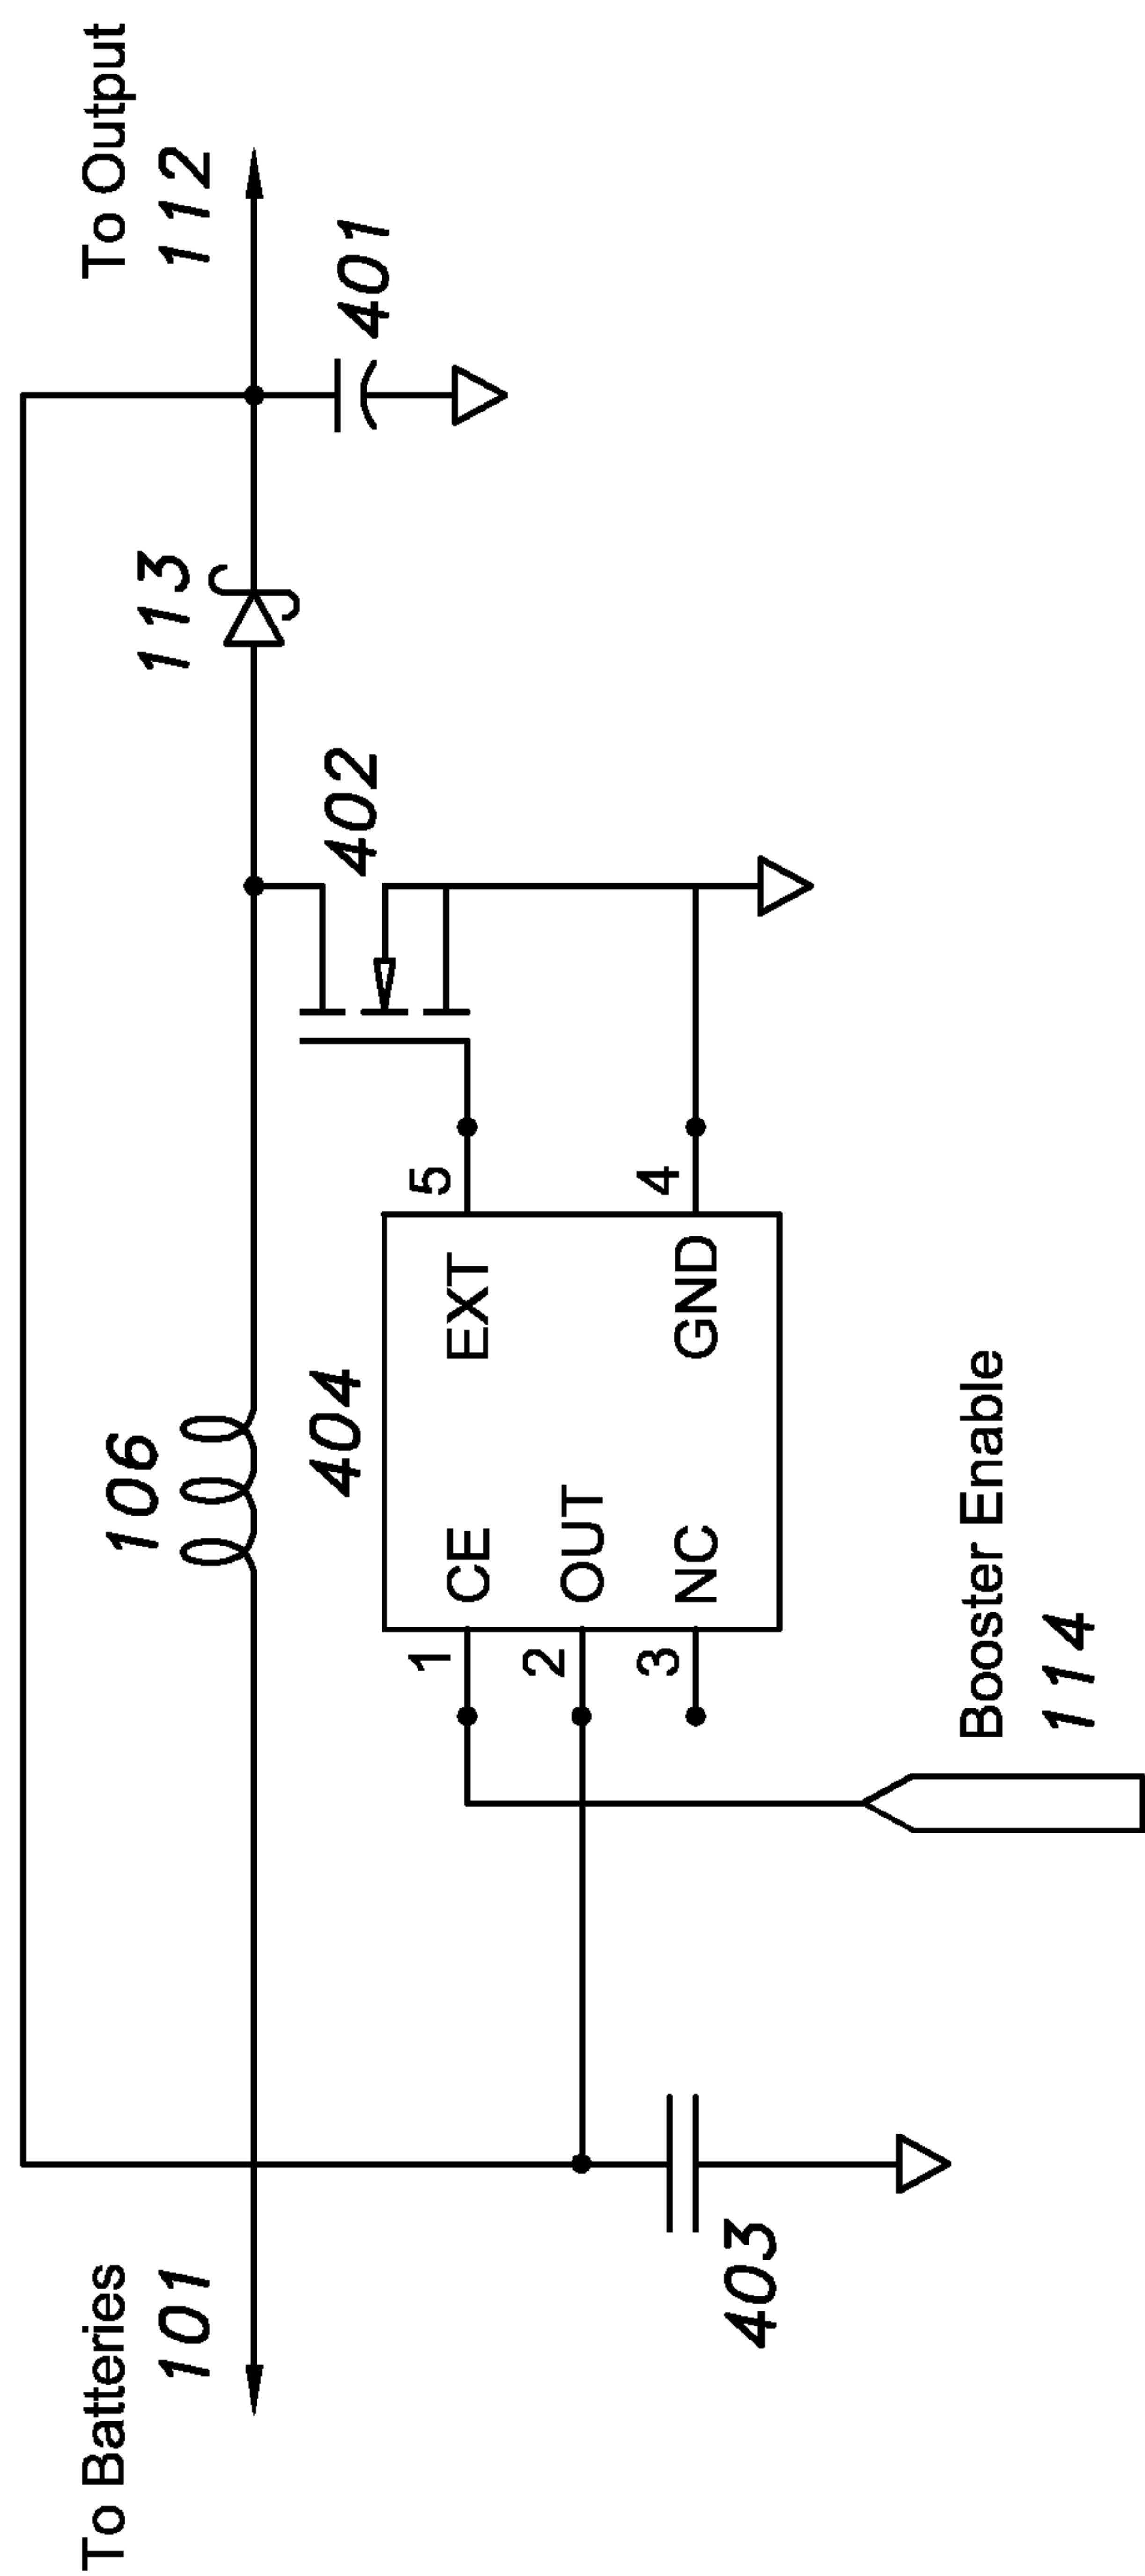 To Batteries
101
To Output
112
106
113
401
402
404
1
CE
EXT
5
2
OUT
3
NC
GND
4
403
Booster Enable
114